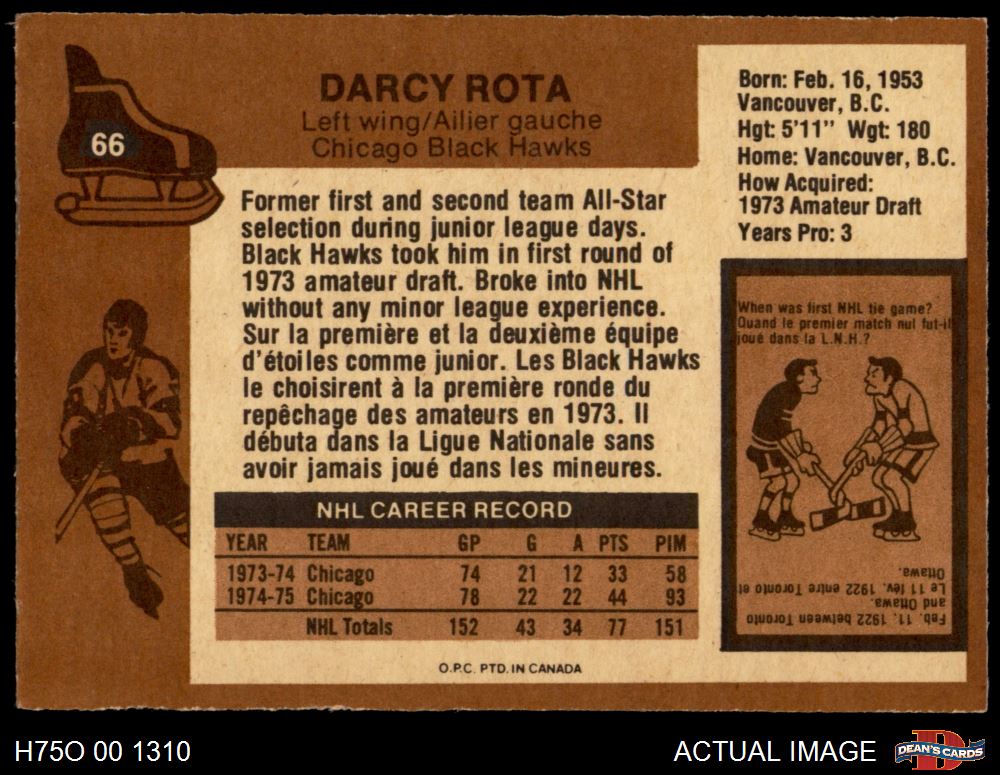 66
DARCY ROTA
Left wing/Ailier gauche
Chicago Black Hawks
Born: Feb. 16, 1953
Vancouver, B.C.
Hgt: 5'11" Wgt: 180
Home: Vancouver, B.C.
How Acquired:
1973 Amateur Draft
Years Pro: 3
Former first and second team All-Star
selection during junior league days.
Black Hawks took him in first round of
1973 amateur draft. Broke into NHL
without any minor league experience.
Sur la première et la deuxième équipe
d'étoiles comme junior. Les Black Hawks
le choisirent à la première ronde du
repêchage des amateurs en 1973. Il
débuta dans la Ligue Nationale sans
avoir jamais joué dans les mineures.
When was first NHL tie game?
Quand le premier match nul fut-il
joué dans la L.N.H.?
Feb. 11, 1922 between Toronto
and Ottawa.
Le 11 fév. 1922 entre Toronto et
Ottawa.
NHL CAREER RECORD
YEAR TEAM GP G A PTS PIM
1973-74 Chicago 74 21 12 33 58
1974-75 Chicago 78 22 22 44 93
NHL Totals 152 43 34 77 151
O.P.C. PTD. IN CANADA
H75O 00 1310
ACTUAL IMAGE
D
DEAN'S CARDS